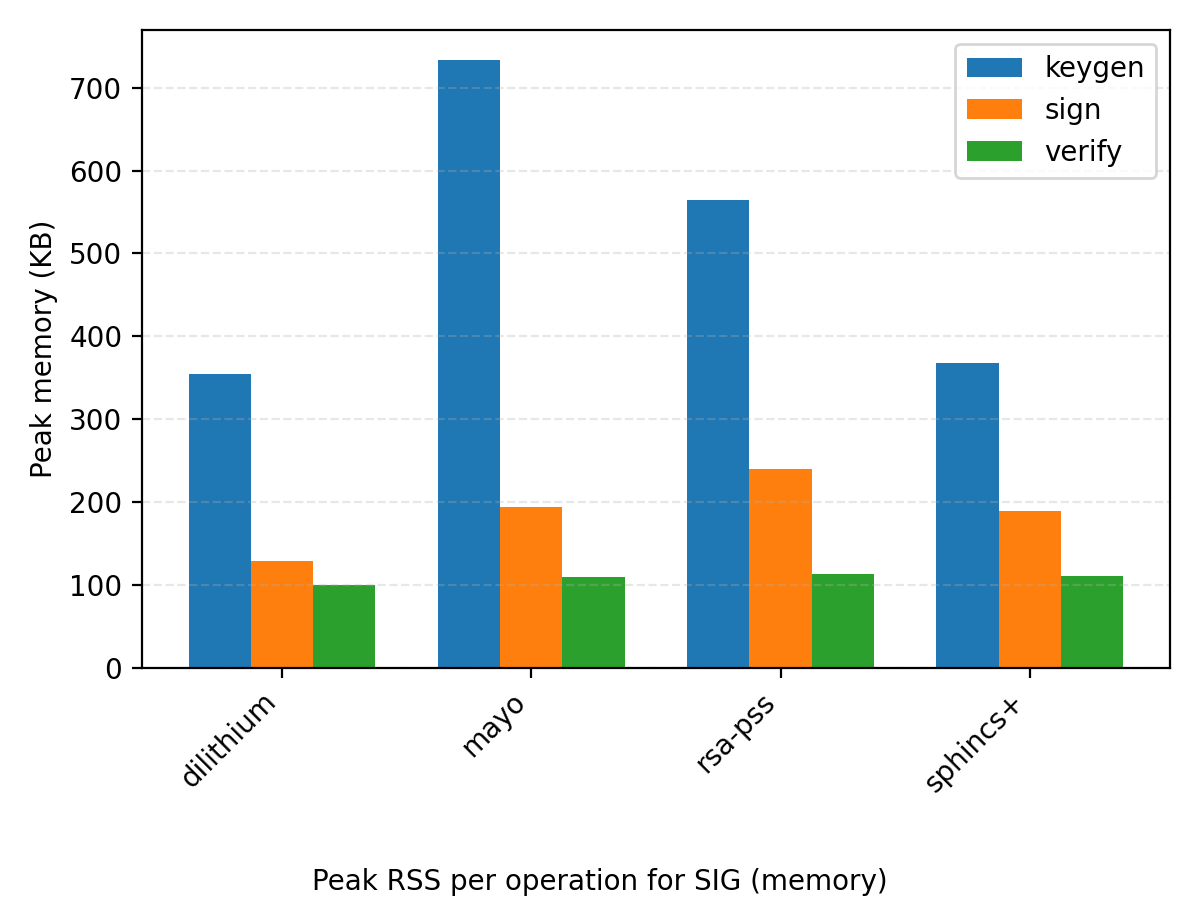 keygen
sign
verify
Peak memory (KB)
700
600
500
400
300
200
100
0
dilithium
mayo
rsa-pss
sphincs+
Peak RSS per operation for SIG (memory)